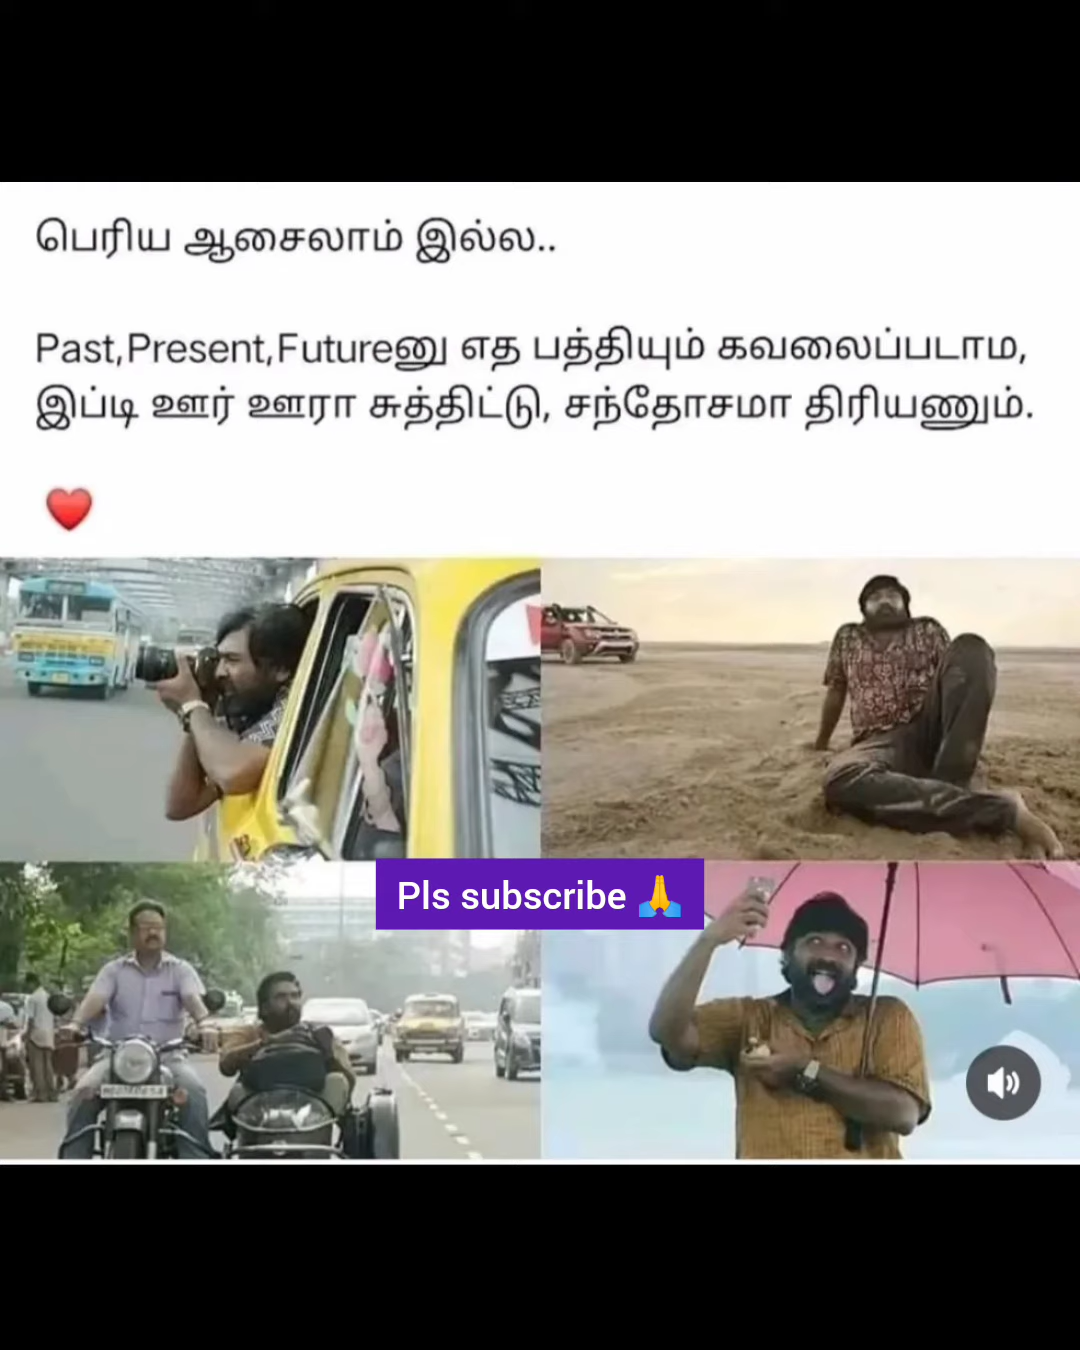 பெரிய ஆசைலாம் இல்ல..
Past,Present,Futureனு எத பத்தியும் கவலைப்படாம,
இப்டி ஊர் ஊரா சுத்திட்டு, சந்தோசமா திரியணும்.
❤️
Pls subscribe 🙏